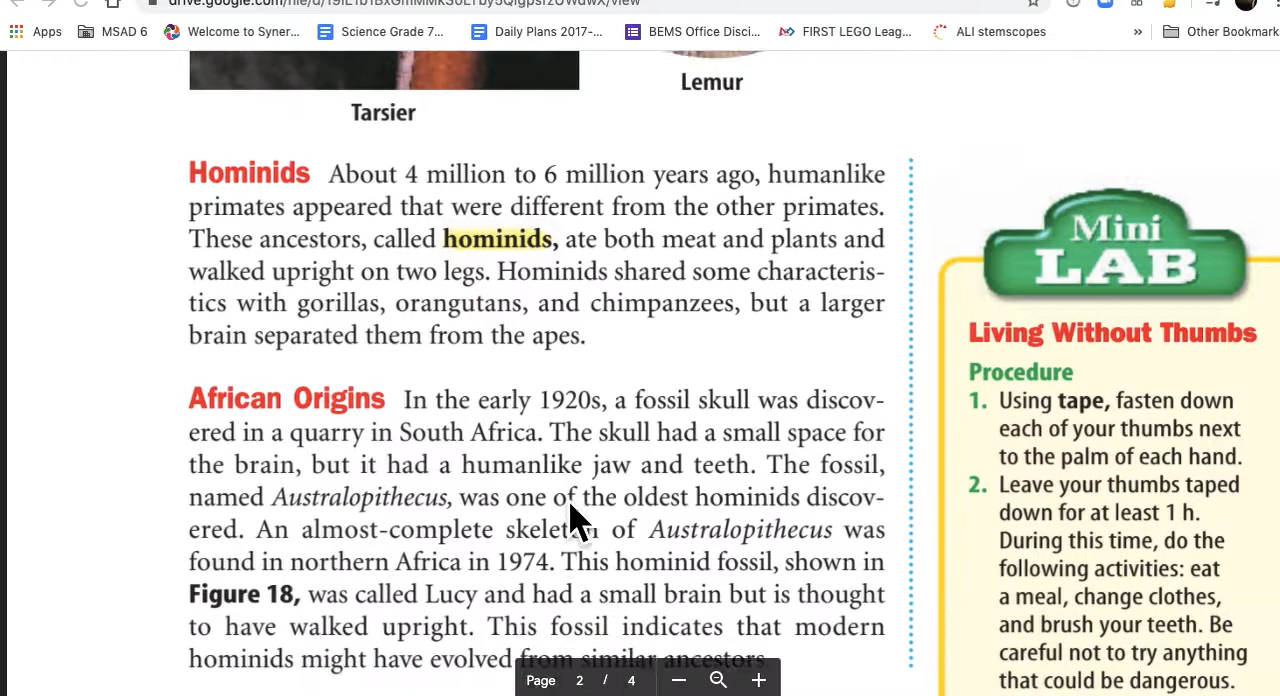 Apps MSAD 6 Welcome to Syner... Science Grade 7... Daily Plans 2017-... BEMS Office Disci... FIRST LEGO Leag... ALI stemscopes » Other Bookmark
Tarsier
Lemur
Hominids About 4 million to 6 million years ago, humanlike
primates appeared that were different from the other primates.
These ancestors, called hominids, ate both meat and plants and
walked upright on two legs. Hominids shared some characteris-
tics with gorillas, orangutans, and chimpanzees, but a larger
brain separated them from the apes.
African Origins In the early 1920s, a fossil skull was discov-
ered in a quarry in South Africa. The skull had a small space for
the brain, but it had a humanlike jaw and teeth. The fossil,
named Australopithecus, was one of the oldest hominids discov-
ered. An almost-complete skeleton of Australopithecus was
found in northern Africa in 1974. This hominid fossil, shown in
Figure 18, was called Lucy and had a small brain but is thought
to have walked upright. This fossil indicates that modern
hominids might have evolved from similar ancestors
Mini
LAB
Living Without Thumbs
Procedure
1. Using tape, fasten down
each of your thumbs next
to the palm of each hand.
2. Leave your thumbs taped
down for at least 1 h.
During this time, do the
following activities: eat
a meal, change clothes,
and brush your teeth. Be
careful not to try anything
that could be dangerous.
Page 2 / 4